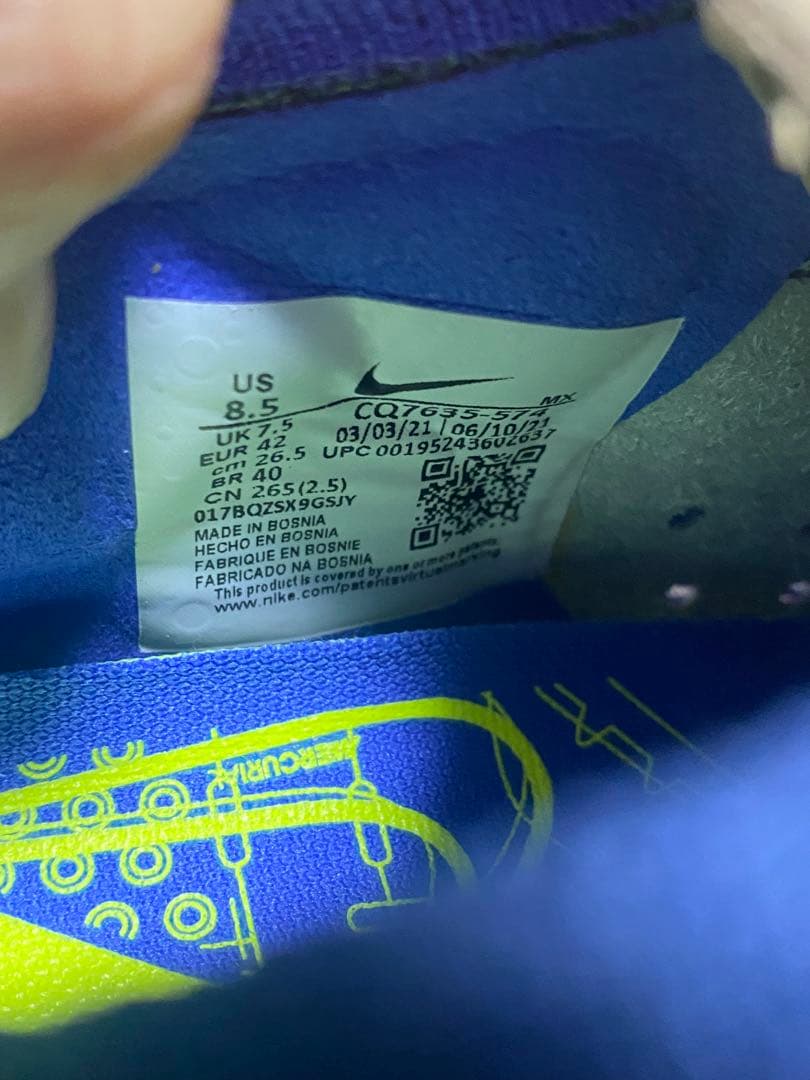 US
8.5
UK 7.5
EUR 42
cm 26.5
BR 40
CN 265(2.5)
017BQZSX9GSJY
MX
CQ7635-574
03/03/21 | 06/10/21
UPC 00195243602637
MADE IN BOSNIA
HECHO EN BOSNIA
FABRIQUE EN BOSNIE
FABRICADO NA BOSNIA
This product is covered by one or more patents.
www.nike.com/patentsvirtualmarking
MERCURIAL